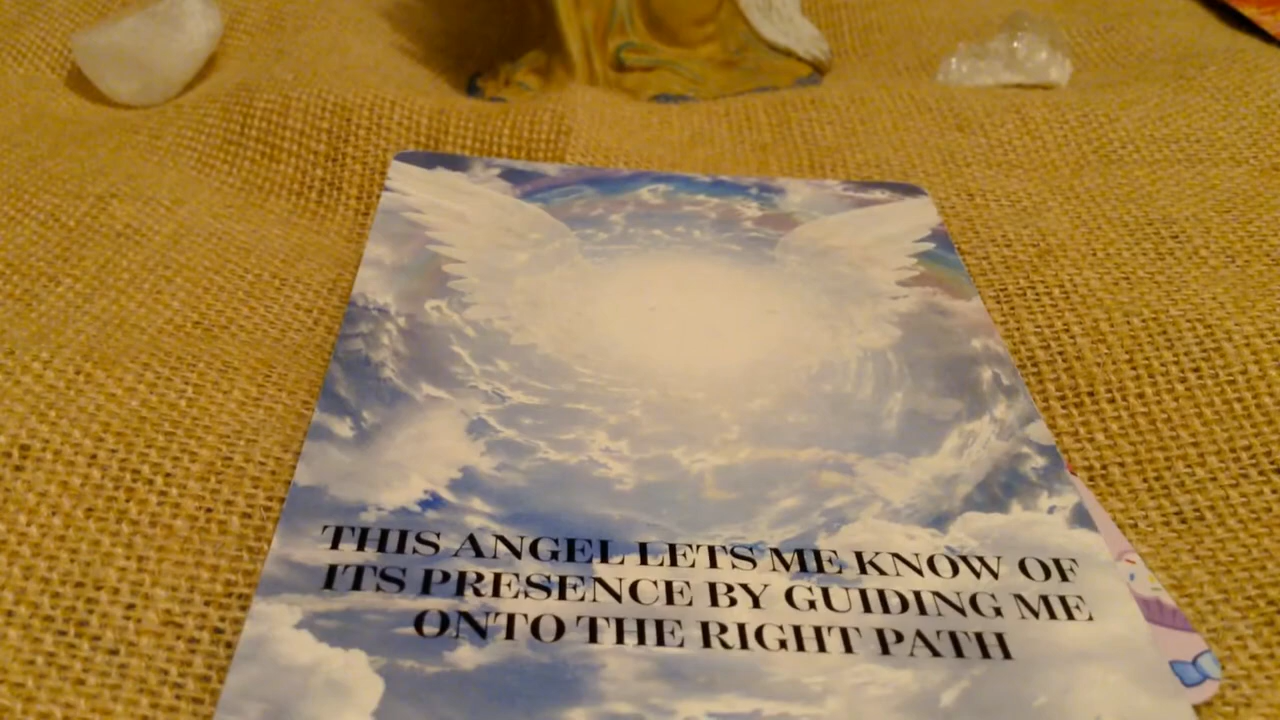 THIS ANGEL LETS ME KNOW OF
ITS PRESENCE BY GUIDING ME
ONTO THE RIGHT PATH